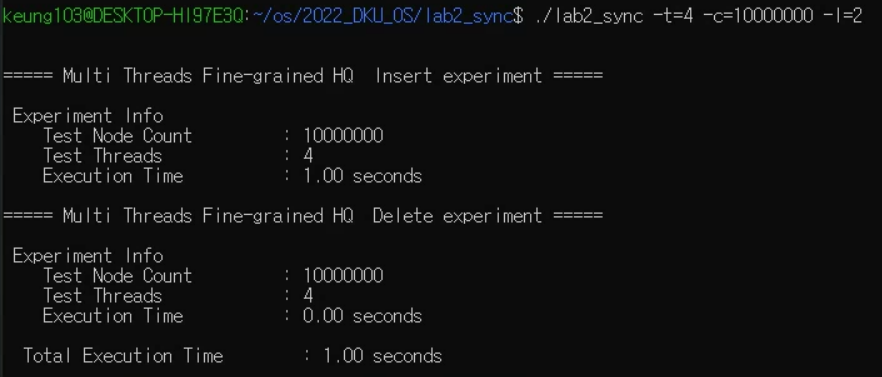 keung103@DESKTOP-HI97E3Q:~/os/2022_DKU_OS/lab2_sync$ ./lab2_sync -t=4 -c=10000000 -l=2
===== Multi Threads Fine-grained HQ  Insert experiment =====
Experiment Info
Test Node Count : 10000000
Test Threads : 4
Execution Time : 1.00 seconds
===== Multi Threads Fine-grained HQ  Delete experiment =====
Experiment Info
Test Node Count : 10000000
Test Threads : 4
Execution Time : 0.00 seconds
Total Execution Time : 1.00 seconds